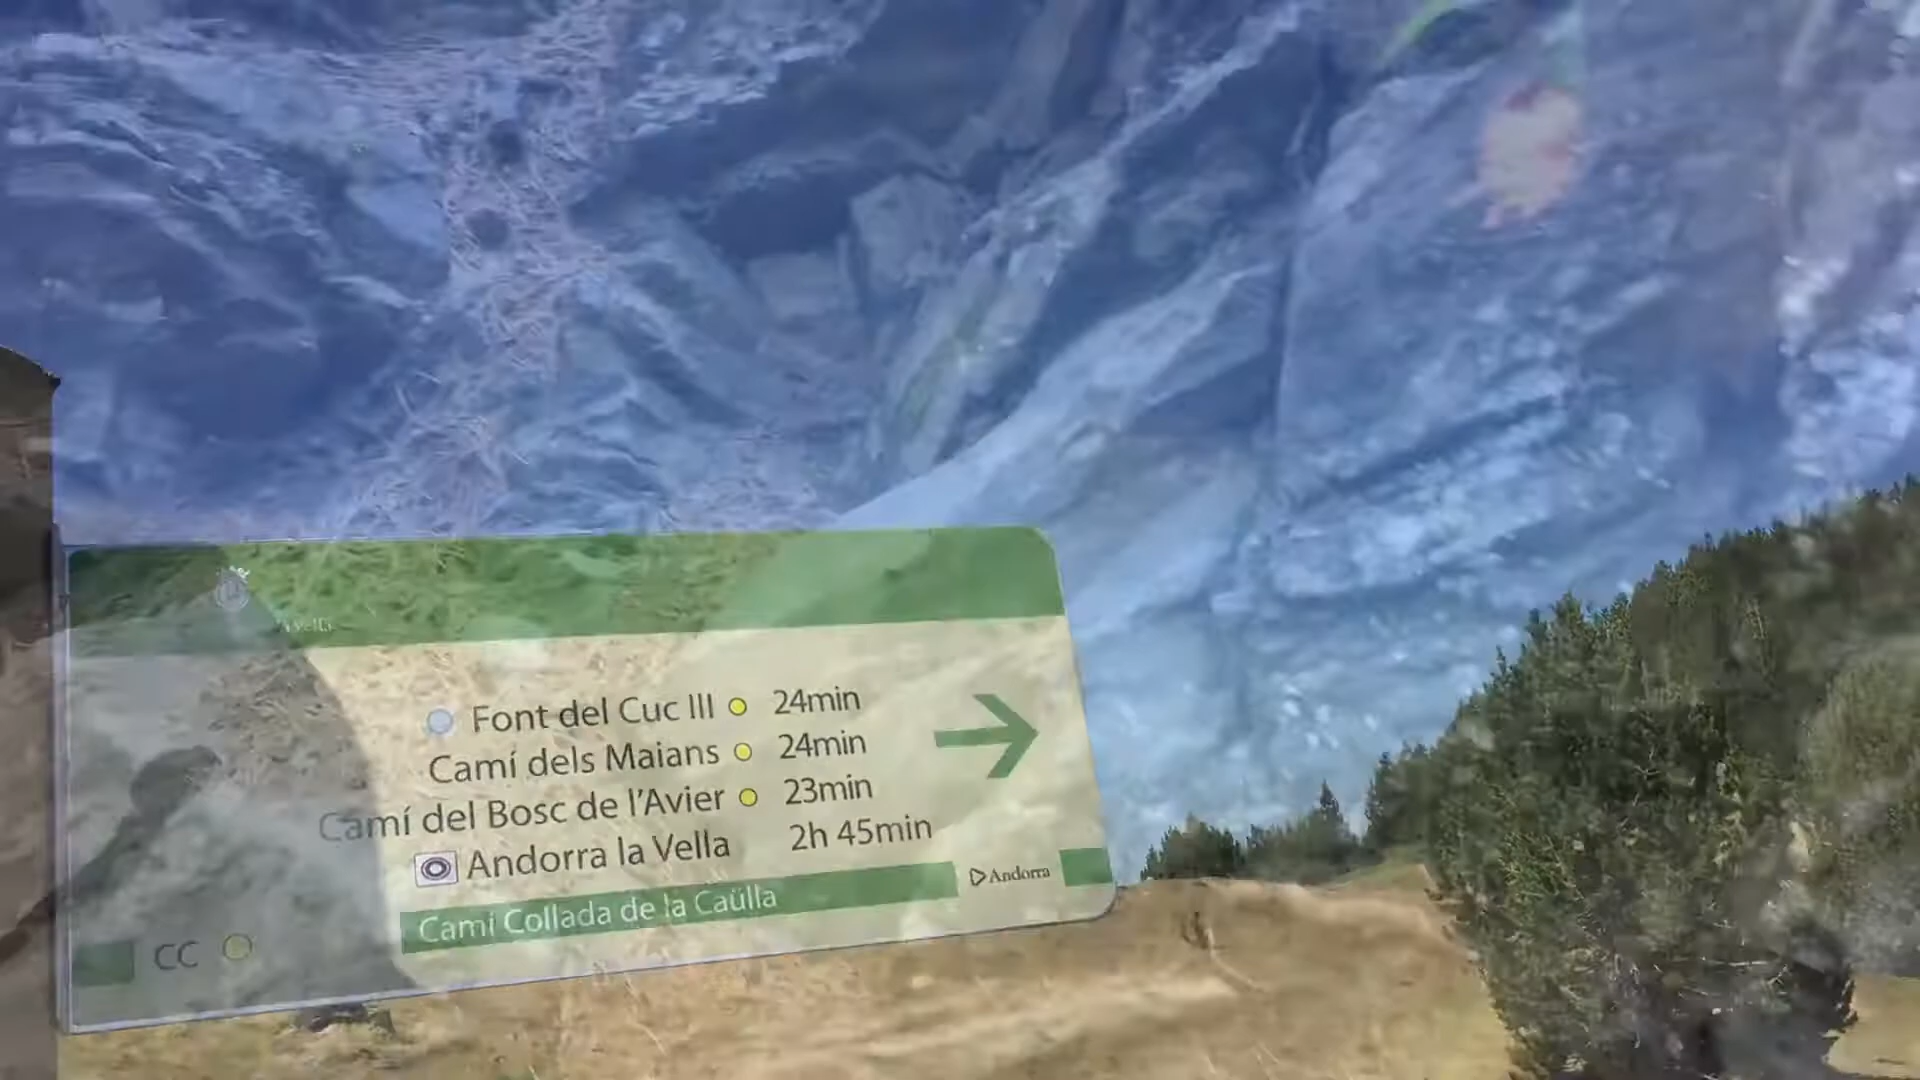 Font del Cuc III 24min
Camí dels Maians 24min
Camí del Bosc de l'Avier 23min
Andorra la Vella 2h 45min
Camí Collada de la Caülla
Andorra
CC